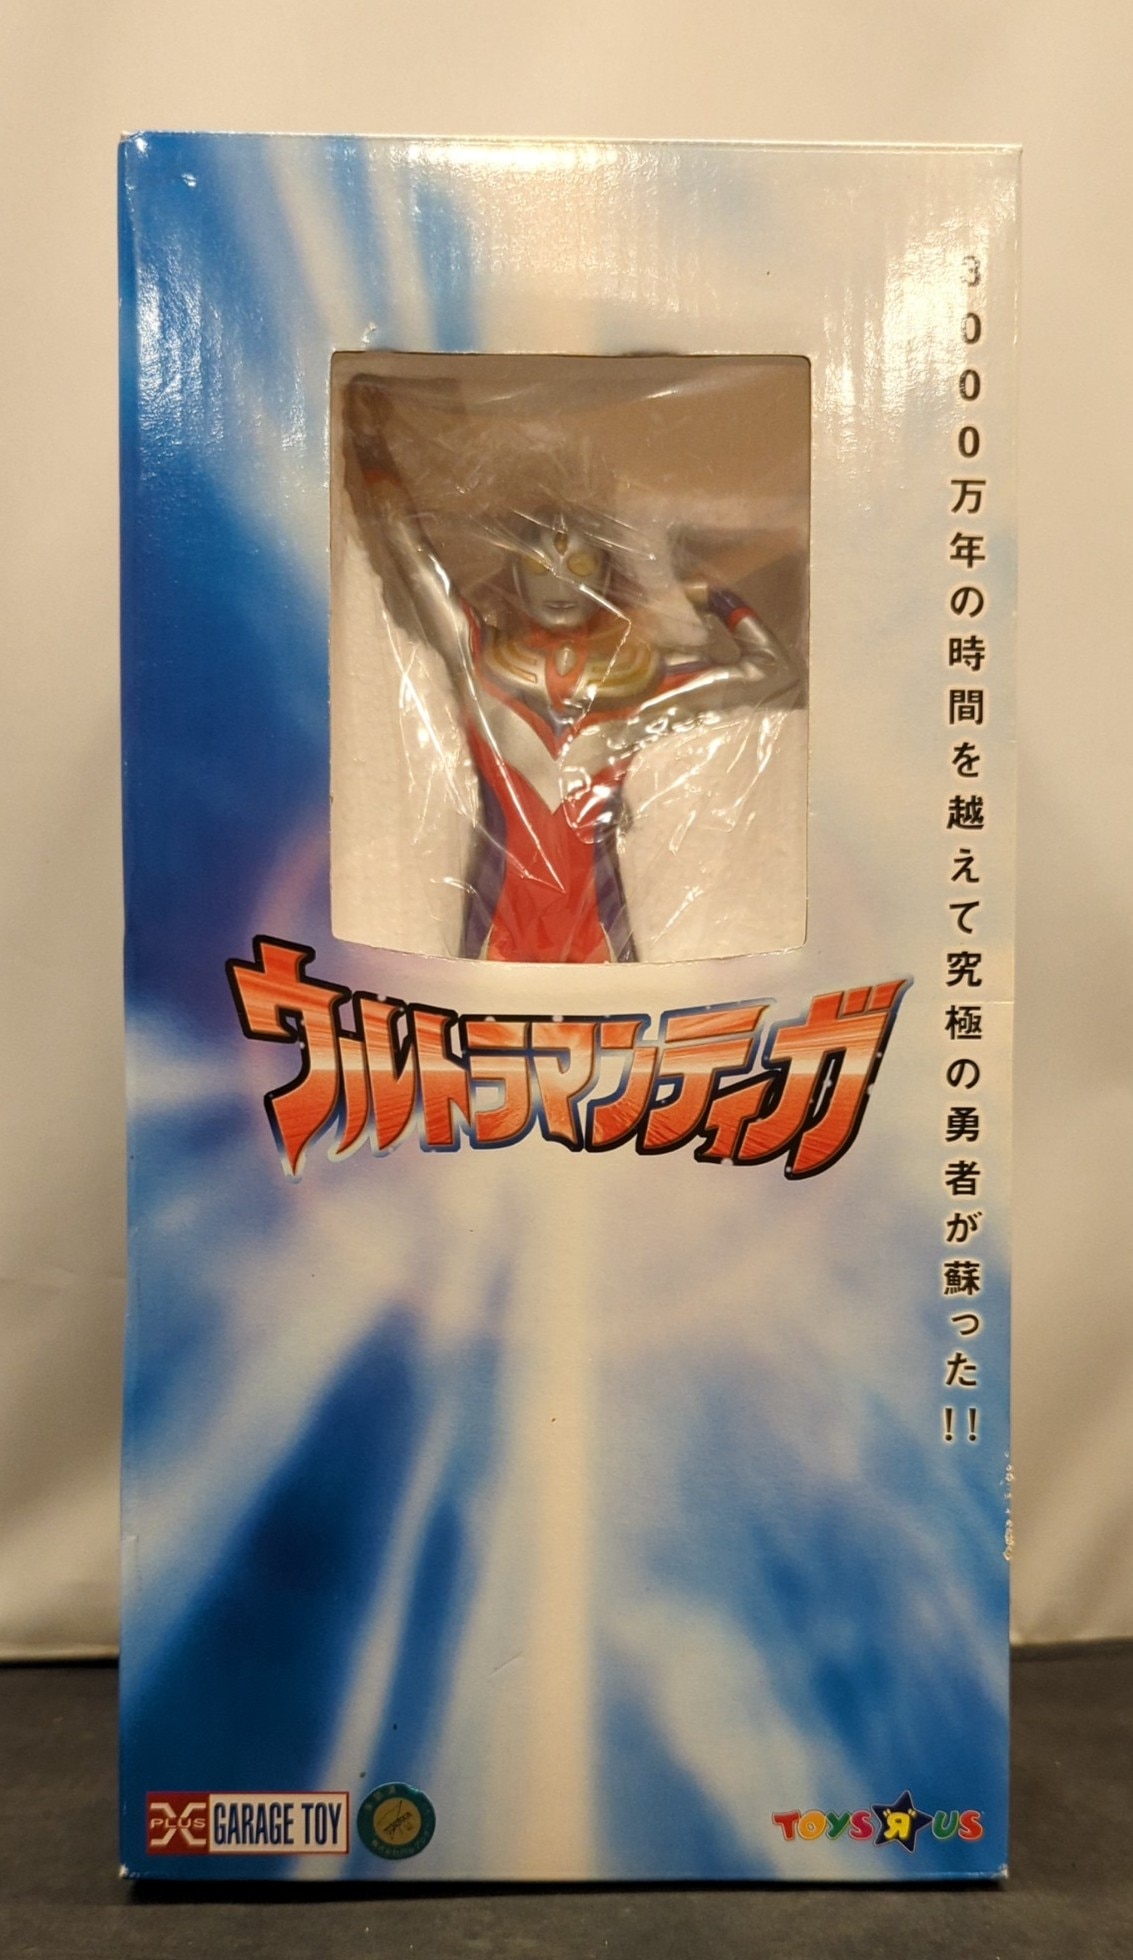 3000万年の時間を越えて究極の勇者が蘇った!!
ウルトラマンティガ
X PLUS
GARAGE TOY
TOYS"Я"US